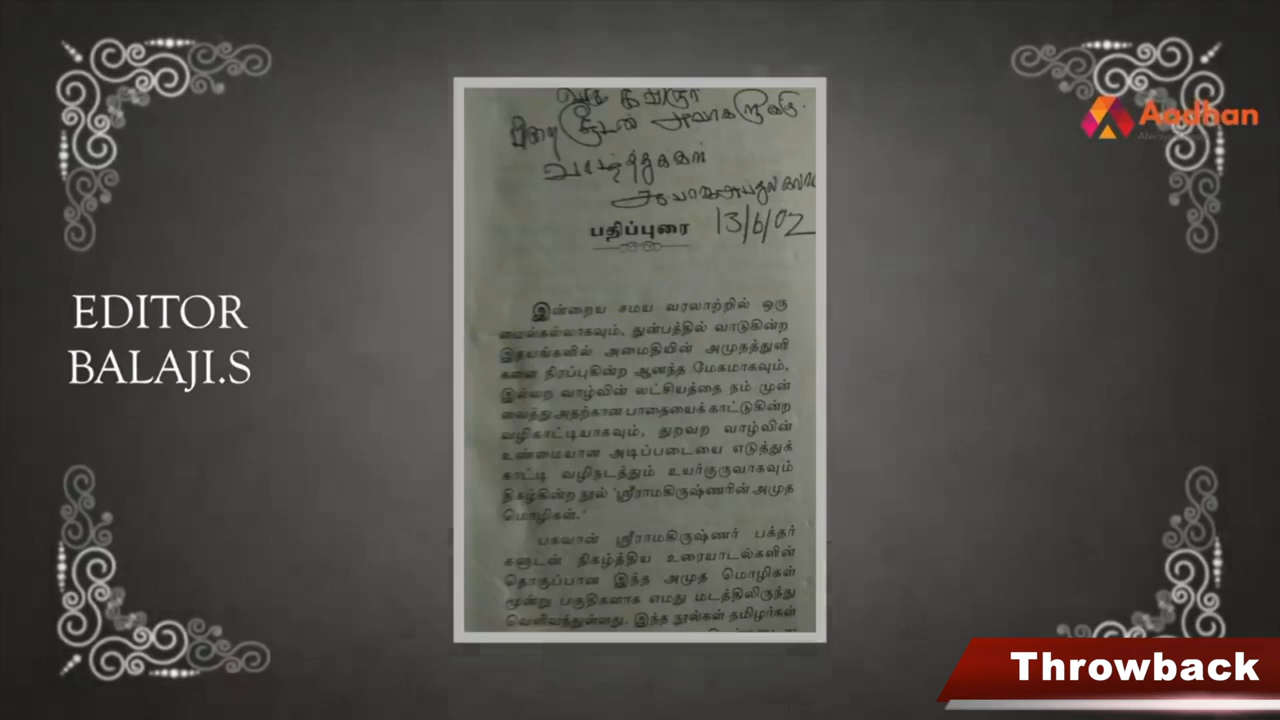 Aadhan
EDITOR
BALAJI.S
13/6/02
பதிப்புரை
இன்றைய சமய வரலாற்றில் ஒரு
மைல்கல்லாகவும், துன்பத்தில் வாடுகின்ற
இதயங்களில் அமைதியின் அமுதத்துளி
களை நிரப்புகின்ற ஆனந்த மேகமாகவும்,
இல்லற வாழ்வின் லட்சியத்தை நம் முன்
வைத்து அதற்கான பாதையைக் காட்டுகின்ற
வழிகாட்டியாகவும், துறவற வாழ்வின்
உண்மையான அடிப்படையை எடுத்துக்
காட்டி வழிநடத்தும் உயர்குருவாகவும்
திகழ்கின்ற நூல் 'ஸ்ரீராமகிருஷ்ணரின் அமுத
மொழிகள்.'
பகவான் ஸ்ரீராமகிருஷ்ணர் பக்தர்
களுடன் நிகழ்த்திய உரையாடல்களின்
தொகுப்பான இந்த அமுத மொழிகள்
மூன்று பகுதிகளாக எமது மடத்திலிருந்து
வெளிவந்துள்ளது. இந்த நூல்கள் தமிழர்கள்
Throwback